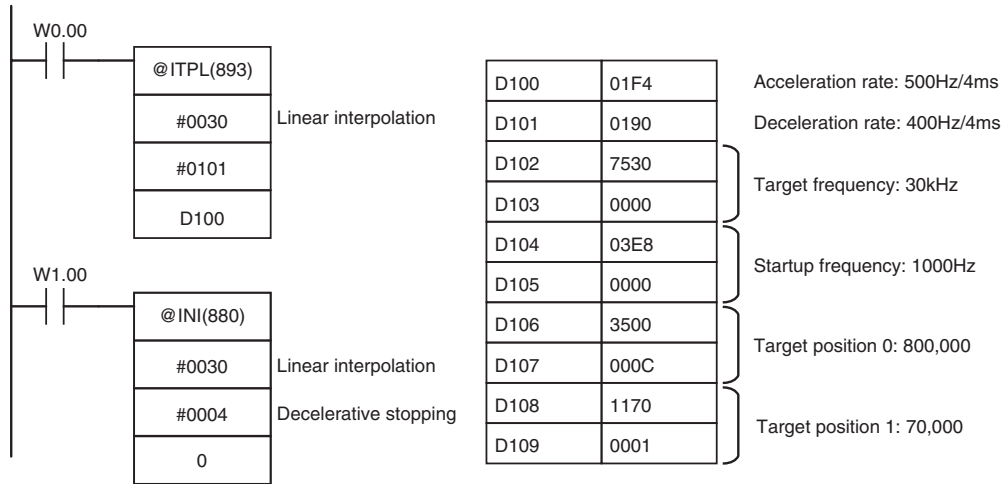 W0.00
@ITPL(893)
#0030 Linear interpolation
#0101
D100
W1.00
@INI(880)
#0030 Linear interpolation
#0004 Decelerative stopping
0
D100 01F4 Acceleration rate: 500Hz/4ms
D101 0190 Deceleration rate: 400Hz/4ms
D102 7530
Target frequency: 30kHz
D103 0000
D104 03E8
Startup frequency: 1000Hz
D105 0000
D106 3500
Target position 0: 800,000
D107 000C
D108 1170
Target position 1: 70,000
D109 0001